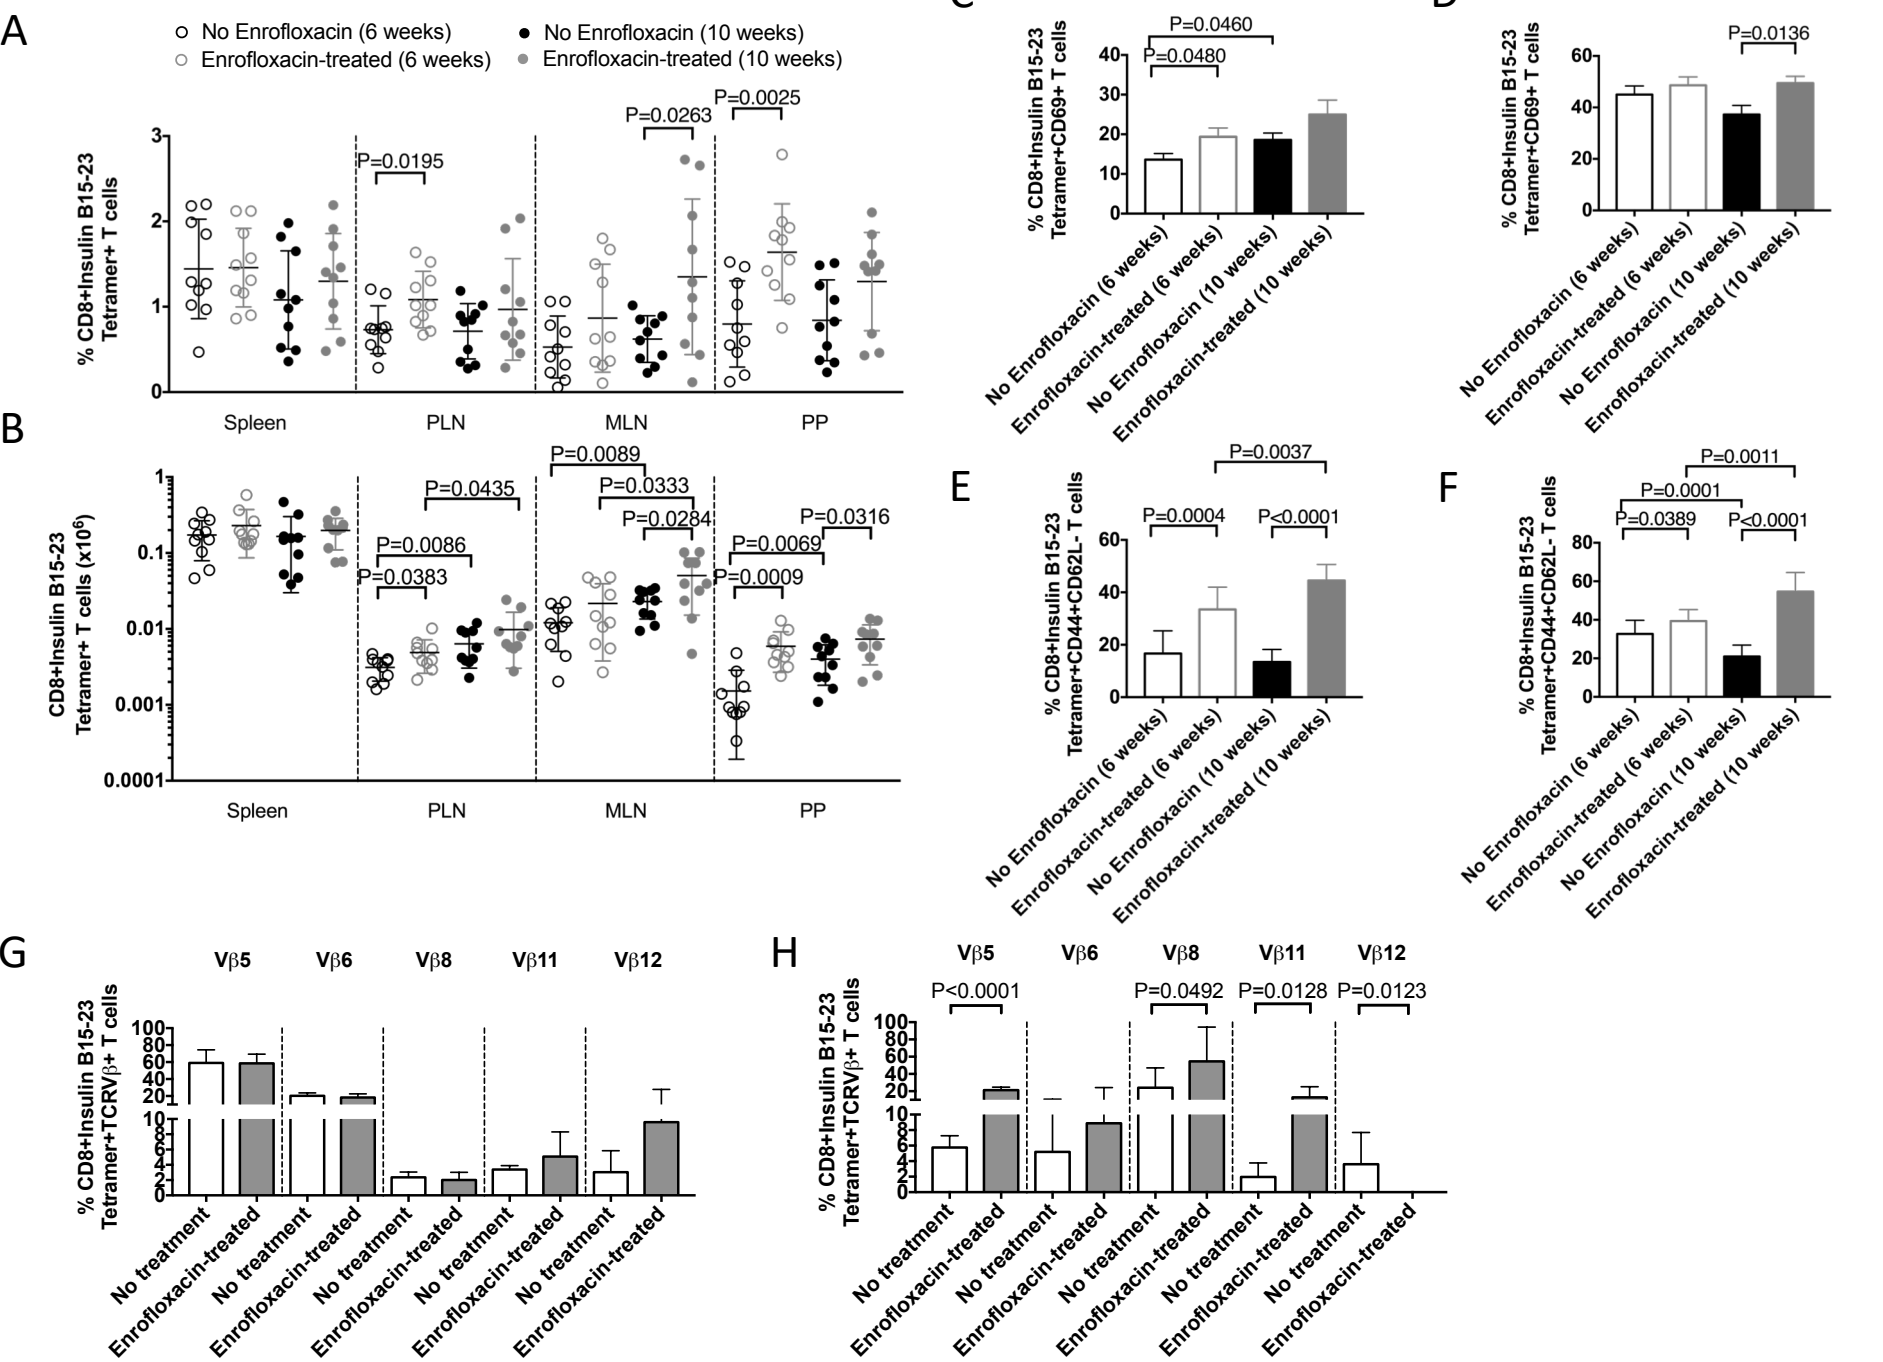 A
No Enrofloxacin (6 weeks)
No Enrofloxacin (10 weeks)
Enrofloxacin-treated (6 weeks)
Enrofloxacin-treated (10 weeks)
% CD8+Insulin B15-23
Tetramer+ T cells
3
2
1
0
P=0.0195
P=0.0263
P=0.0025
Spleen
PLN
MLN
PP
B
CD8+Insulin B15-23
Tetramer+ T cells (x10⁶)
1
0.1
0.01
0.001
0.0001
P=0.0383
P=0.0086
P=0.0435
P=0.0089
P=0.0333
P=0.0284
P=0.0009
P=0.0069
P=0.0316
Spleen
PLN
MLN
PP
% CD8+Insulin B15-23
Tetramer+CD69+ T cells
40
30
20
10
0
P=0.0460
P=0.0480
No Enrofloxacin (6 weeks)
Enrofloxacin-treated (6 weeks)
No Enrofloxacin (10 weeks)
Enrofloxacin-treated (10 weeks)
% CD8+Insulin B15-23
Tetramer+CD69+ T cells
60
40
20
0
P=0.0136
No Enrofloxacin (6 weeks)
Enrofloxacin-treated (6 weeks)
No Enrofloxacin (10 weeks)
Enrofloxacin-treated (10 weeks)
E
% CD8+Insulin B15-23
Tetramer+CD44+CD62L- T cells
60
40
20
0
P=0.0037
P=0.0004
P<0.0001
No Enrofloxacin (6 weeks)
Enrofloxacin-treated (6 weeks)
No Enrofloxacin (10 weeks)
Enrofloxacin-treated (10 weeks)
F
% CD8+Insulin B15-23
Tetramer+CD44+CD62L- T cells
80
60
40
20
0
P=0.0011
P=0.0001
P=0.0389
P<0.0001
No Enrofloxacin (6 weeks)
Enrofloxacin-treated (6 weeks)
No Enrofloxacin (10 weeks)
Enrofloxacin-treated (10 weeks)
G
Vβ5
Vβ6
Vβ8
Vβ11
Vβ12
% CD8+Insulin B15-23
Tetramer+TCRVβ+ T cells
100
80
60
40
20
10
8
6
4
2
0
No treatment
Enrofloxacin-treated
No treatment
Enrofloxacin-treated
No treatment
Enrofloxacin-treated
No treatment
Enrofloxacin-treated
No treatment
Enrofloxacin-treated
H
Vβ5
Vβ6
Vβ8
Vβ11
Vβ12
P<0.0001
P=0.0492
P=0.0128
P=0.0123
% CD8+Insulin B15-23
Tetramer+TCRVβ+ T cells
100
80
60
40
20
10
8
6
4
2
0
No treatment
Enrofloxacin-treated
No treatment
Enrofloxacin-treated
No treatment
Enrofloxacin-treated
No treatment
Enrofloxacin-treated
No treatment
Enrofloxacin-treated